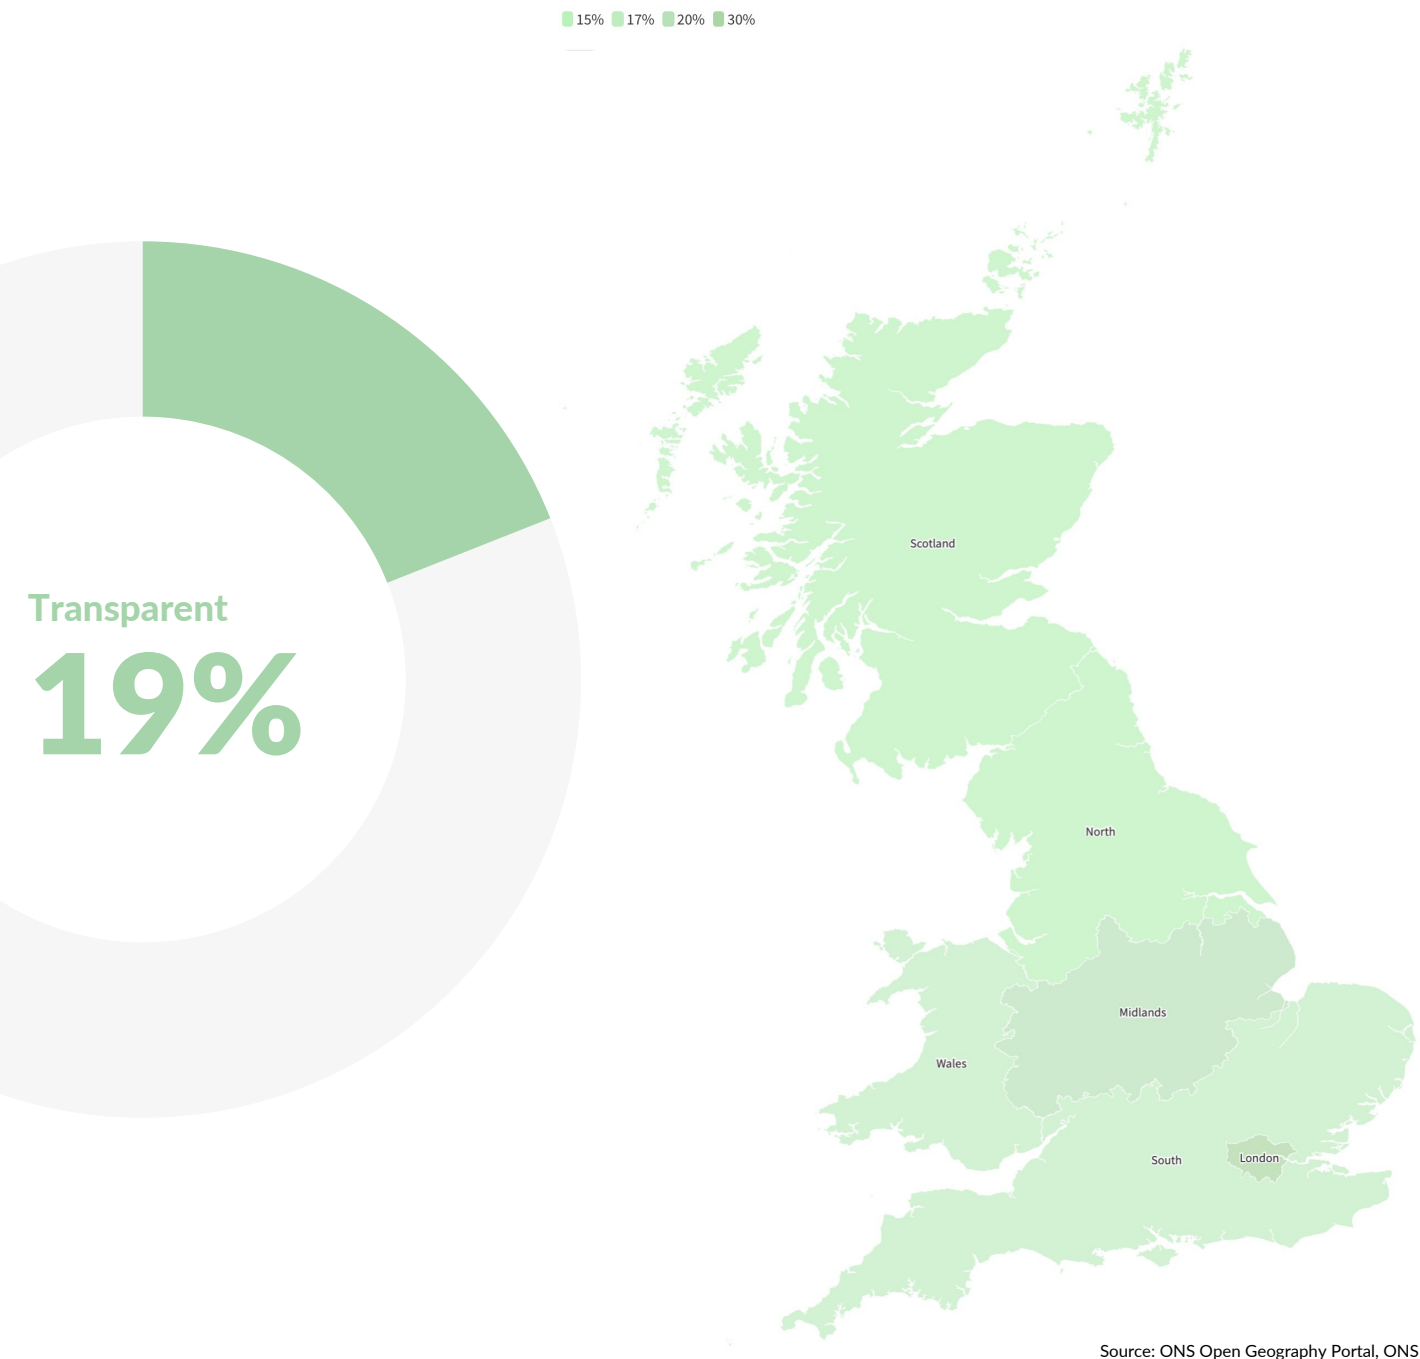 15% 17% 20% 30%
Scotland
Transparent
19%
North
Midlands
Wales
South
London
Source: ONS Open Geography Portal, ONS